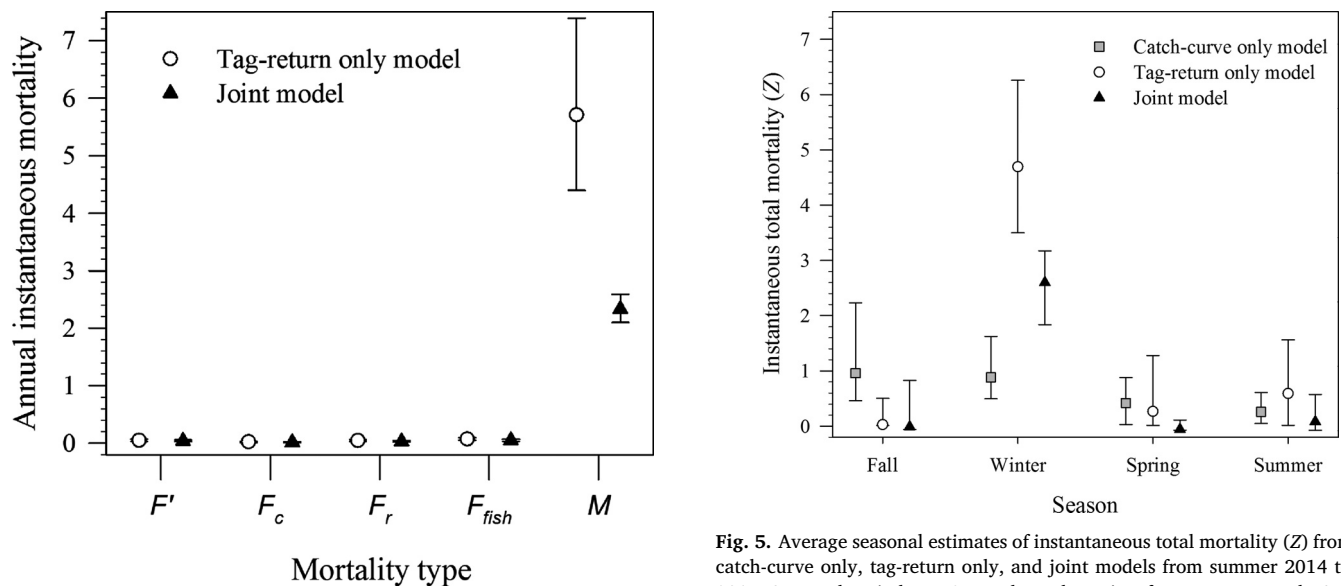 7
6
5
4
3
2
1
0
Annual instantaneous mortality
Tag-return only model
Joint model
F' Fc Fr Ffish M
Mortality type
7
6
5
4
3
2
1
0
Instantaneous total mortality (Z)
Catch-curve only model
Tag-return only model
Joint model
Fall Winter Spring Summer
Season
Fig. 5. Average seasonal estimates of instantaneous total mortality (Z) from
catch-curve only, tag-return only, and joint models from summer 2014 t